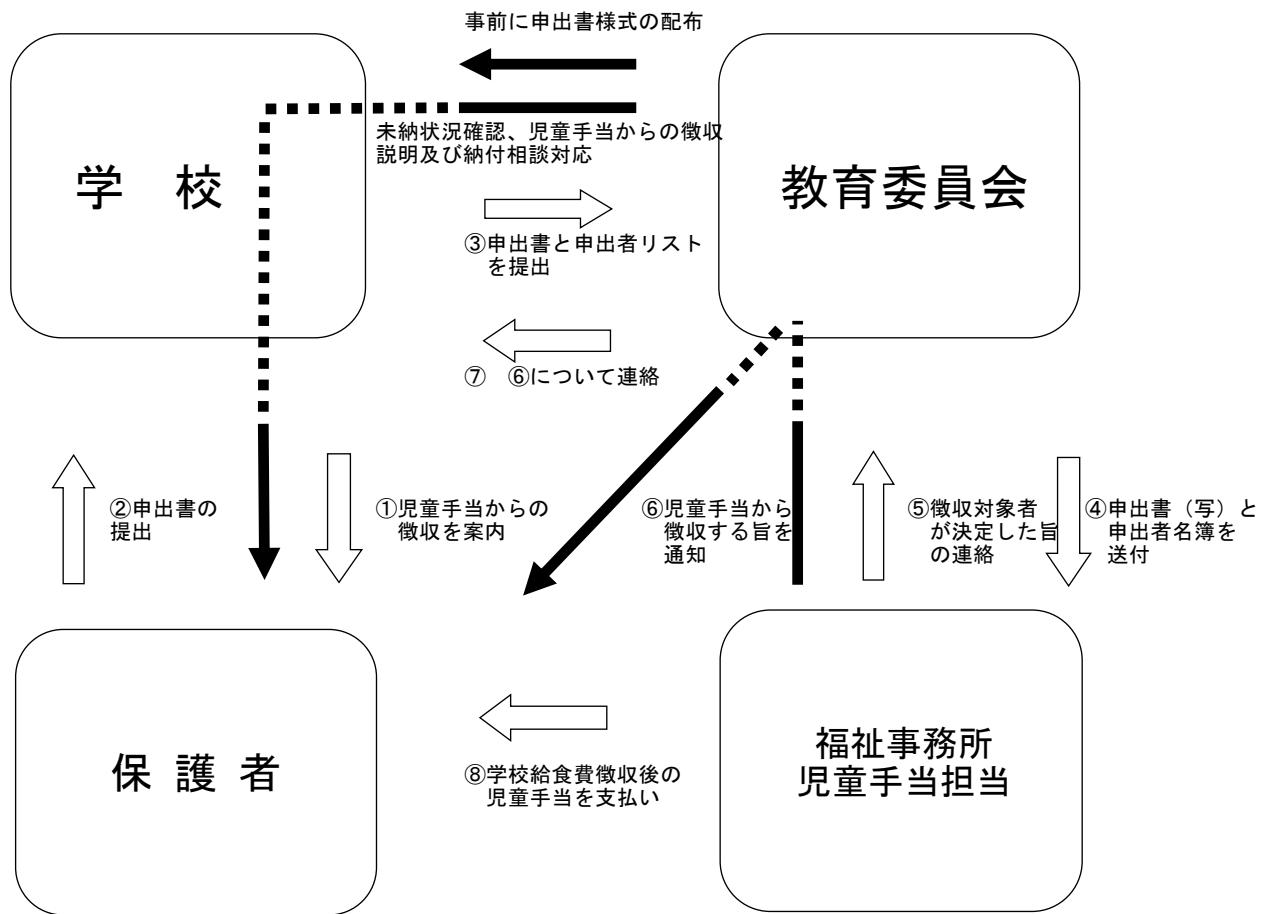 事前に申出書様式の配布
未納状況確認、児童手当からの徴収
説明及び納付相談対応
学　校
教育委員会
③申出書と申出者リスト
を提出
⑦　⑥について連絡
②申出書の
提出
①児童手当からの
徴収を案内
⑥児童手当から
徴収する旨を
通知
⑤徴収対象者
が決定した旨
の連絡
④申出書（写）と
申出者名簿を
送付
保 護 者
⑧学校給食費徴収後の
児童手当を支払い
福祉事務所
児童手当担当